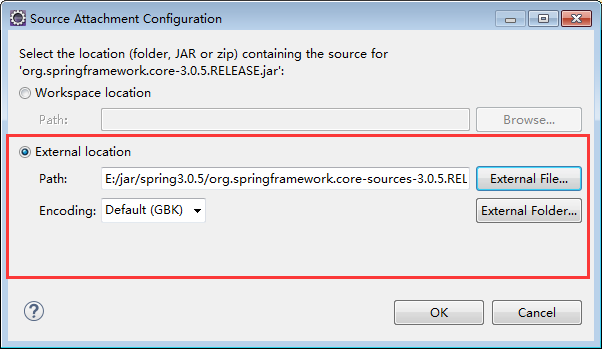 Source Attachment Configuration
Select the location (folder, JAR or zip) containing the source for
'org.springframework.core-3.0.5.RELEASE.jar':
Workspace location
Path:
Browse...
External location
Path: E:/jar/spring3.0.5/org.springframework.core-sources-3.0.5.REL External File...
Encoding: Default (GBK) External Folder...
? OK Cancel